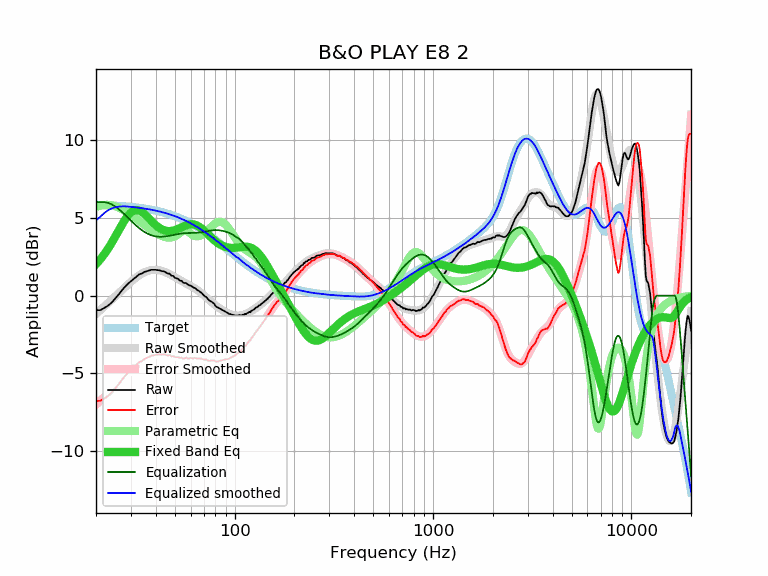 B&O PLAY E8 2
Amplitude (dBr)
10
5
0
−5
−10
Target
Raw Smoothed
Error Smoothed
Raw
Error
Parametric Eq
Fixed Band Eq
Equalization
Equalized smoothed
100
1000
10000
Frequency (Hz)